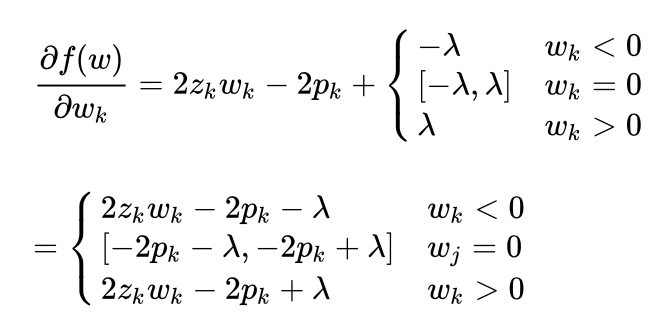 ∂f(w)/∂w_k = 2z_k w_k − 2p_k + { −λ w_k < 0
[−λ, λ] w_k = 0
λ w_k > 0
= { 2z_k w_k − 2p_k − λ w_k < 0
[−2p_k − λ, −2p_k + λ] w_j = 0
2z_k w_k − 2p_k + λ w_k > 0